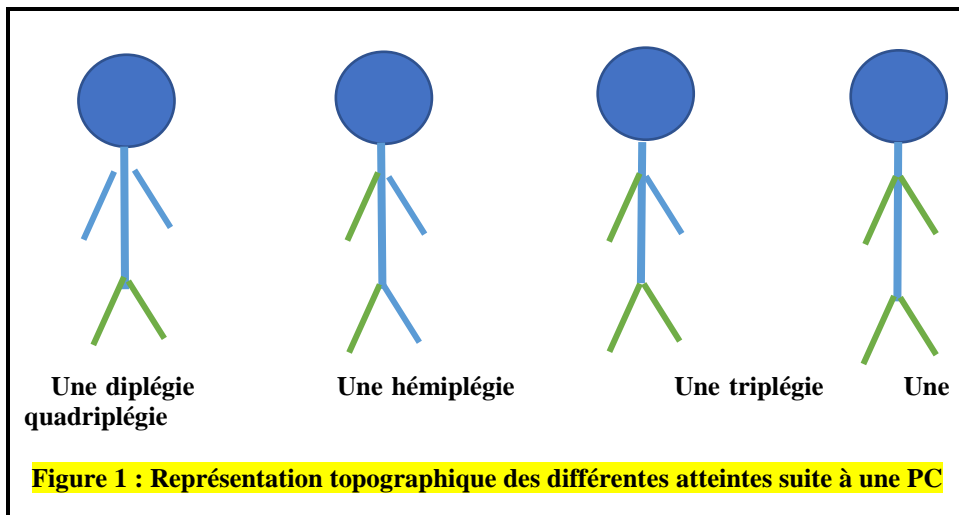 Une diplégie Une hémiplégie Une triplégie Une
quadriplégie
Figure 1 : Représentation topographique des différentes atteintes suite à une PC